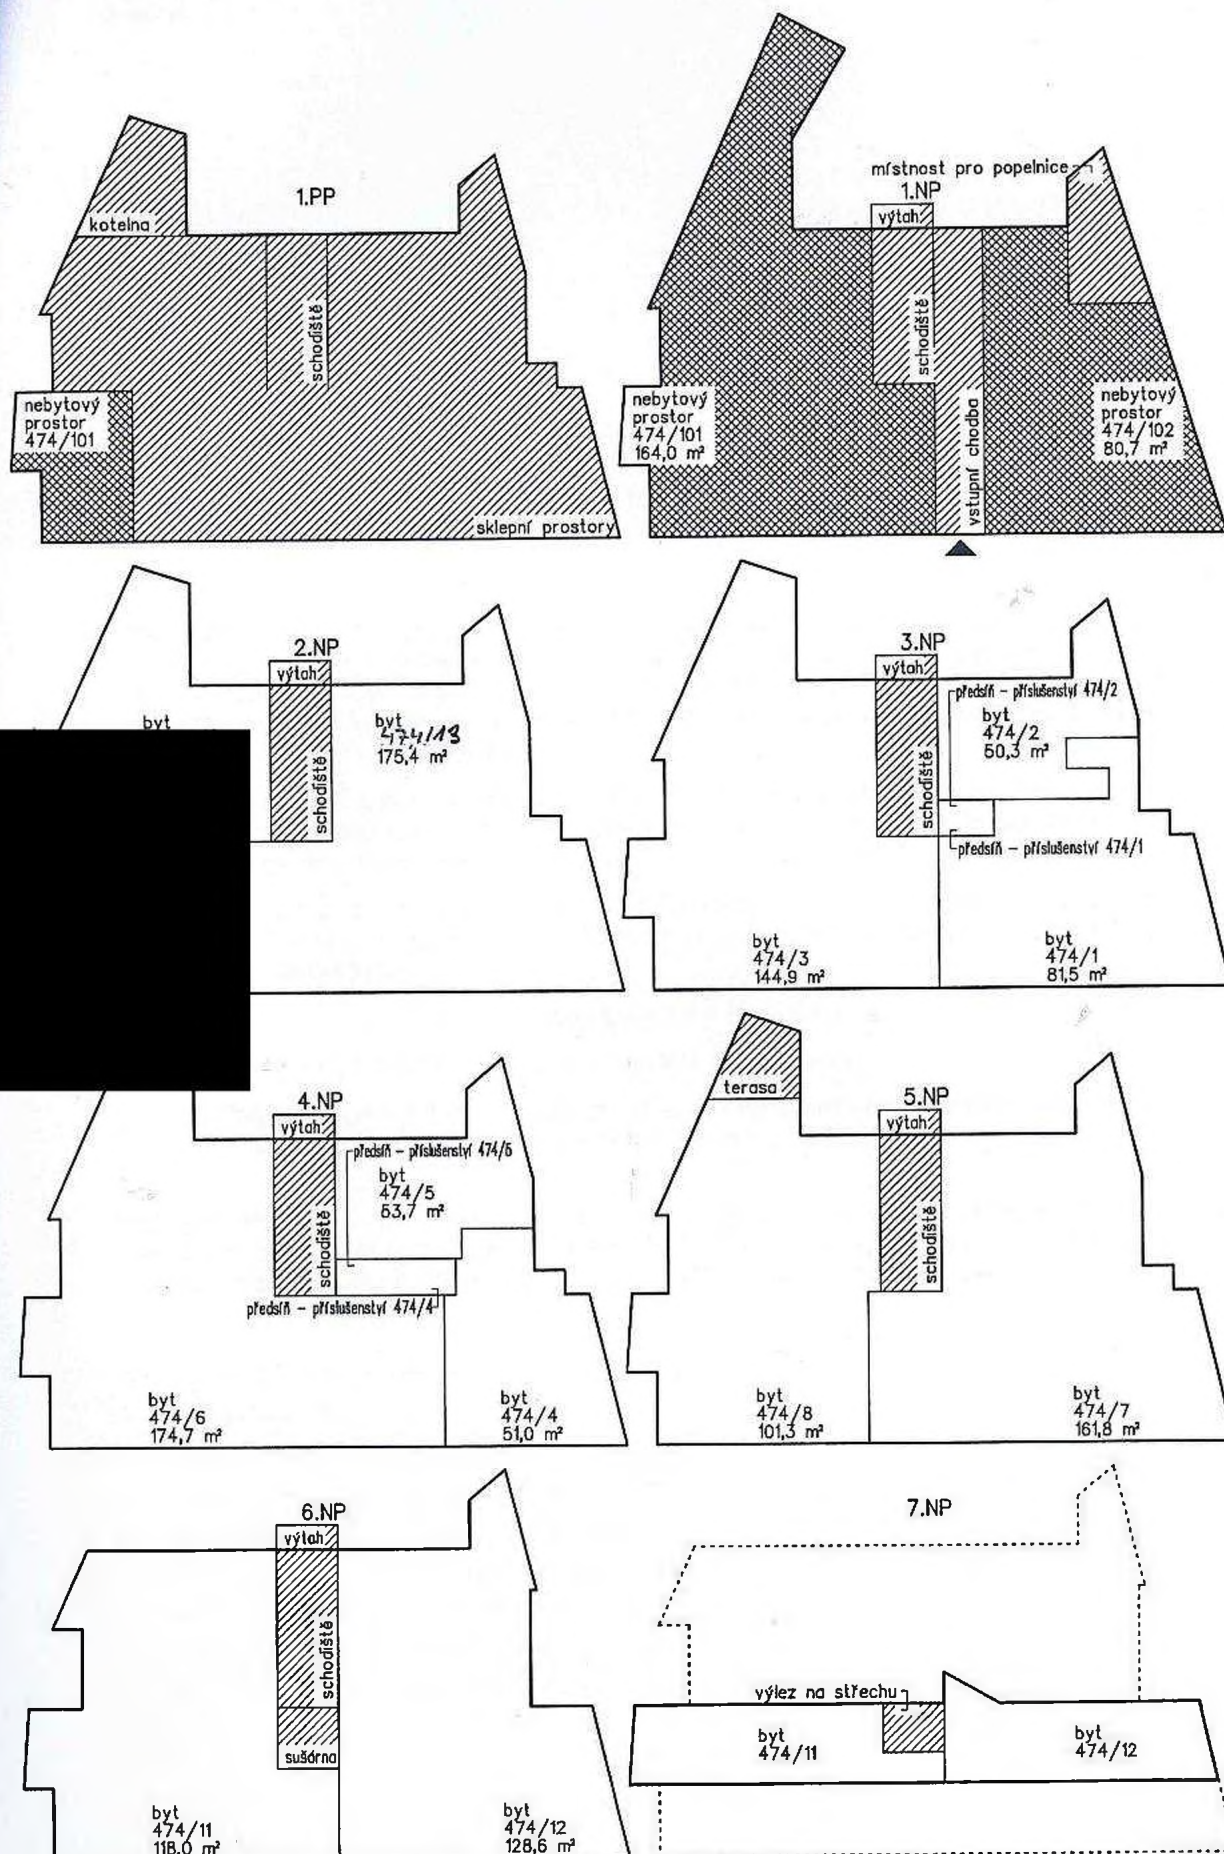 1.PP
kotelna
schodiště
nebytový
prostor
474/101
sklepní prostory
místnost pro popelnice
1.NP
výtah
schodiště
vstupní chodba
nebytový
prostor
474/101
164,0 m²
nebytový
prostor
474/102
80,7 m²
2.NP
výtah
schodiště
byt
byt
474/13
175,4 m²
3.NP
výtah
schodiště
předsíň – příslušenství 474/2
byt
474/2
50,3 m²
předsíň – příslušenství 474/1
byt
474/3
144,9 m²
byt
474/1
81,5 m²
4.NP
výtah
schodiště
předsíň – příslušenství 474/5
byt
474/5
53,7 m²
předsíň – příslušenství 474/4
byt
474/6
174,7 m²
byt
474/4
51,0 m²
terasa
5.NP
výtah
schodiště
byt
474/8
101,3 m²
byt
474/7
161,8 m²
6.NP
výtah
schodiště
sušárna
byt
474/11
118,0 m²
byt
474/12
128,6 m²
7.NP
výlez na střechu
byt
474/11
byt
474/12